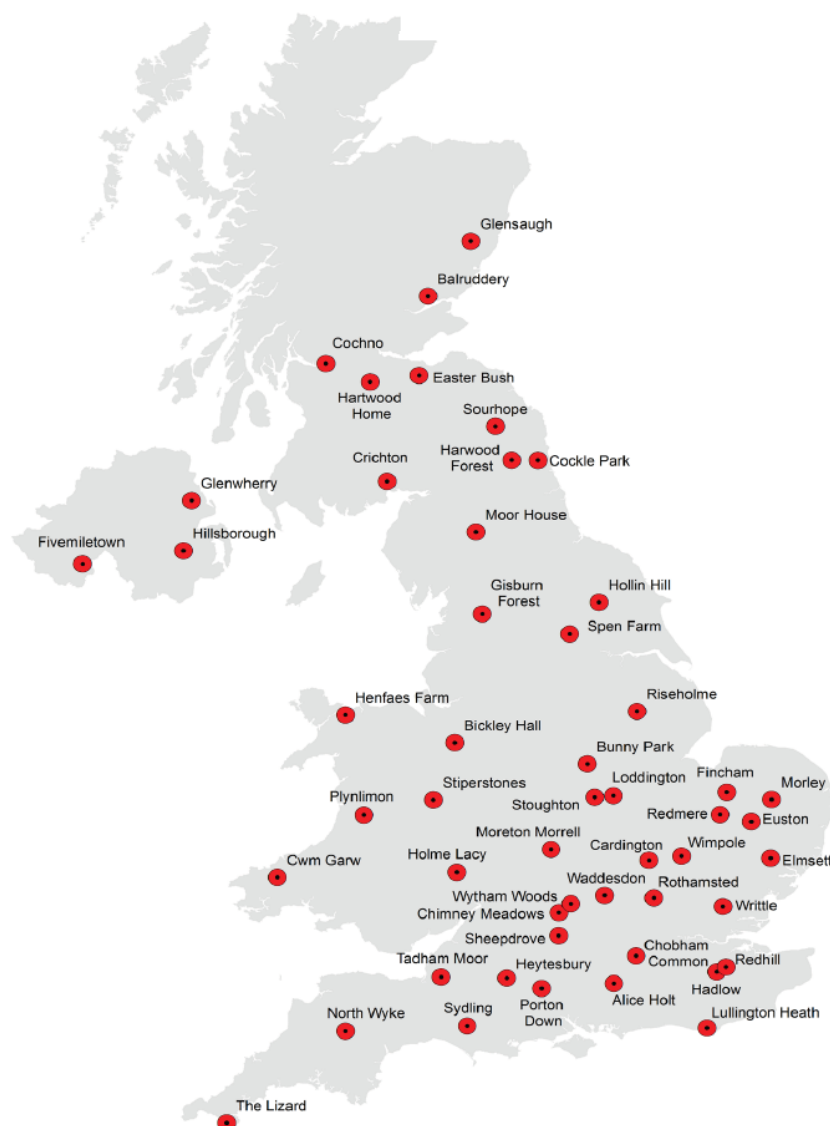 Glensaugh
Balruddery
Cochno
Easter Bush
Hartwood
Home
Sourhope
Harwood
Forest
Cockle Park
Crichton
Glenwherry
Moor House
Hillsborough
Fivemiletown
Hollin Hill
Gisburn
Forest
Spen Farm
Henfaes Farm
Riseholme
Bickley Hall
Bunny Park
Loddington
Fincham
Morley
Stiperstones
Plynlimon
Stoughton
Redmere
Euston
Moreton Morrell
Cardington
Wimpole
Cwm Garw
Holme Lacy
Elmsett
Waddesdon
Rothamsted
Wytham Woods
Chimney Meadows
Writtle
Sheepdrove
Chobham
Common
Redhill
Tadham Moor
Heytesbury
Hadlow
Alice Holt
Porton
Down
North Wyke
Sydling
Lullington Heath
The Lizard